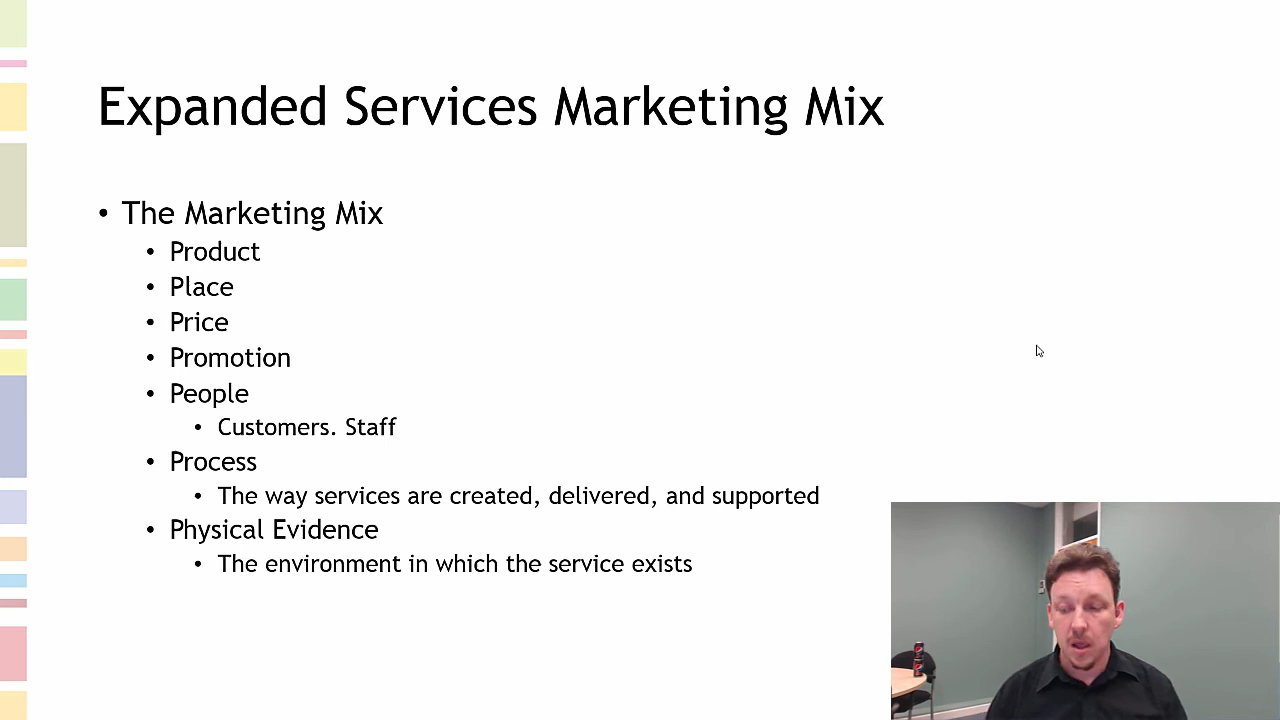 Expanded Services Marketing Mix
• The Marketing Mix
• Product
• Place
• Price
• Promotion
• People
• Customers. Staff
• Process
• The way services are created, delivered, and supported
• Physical Evidence
• The environment in which the service exists